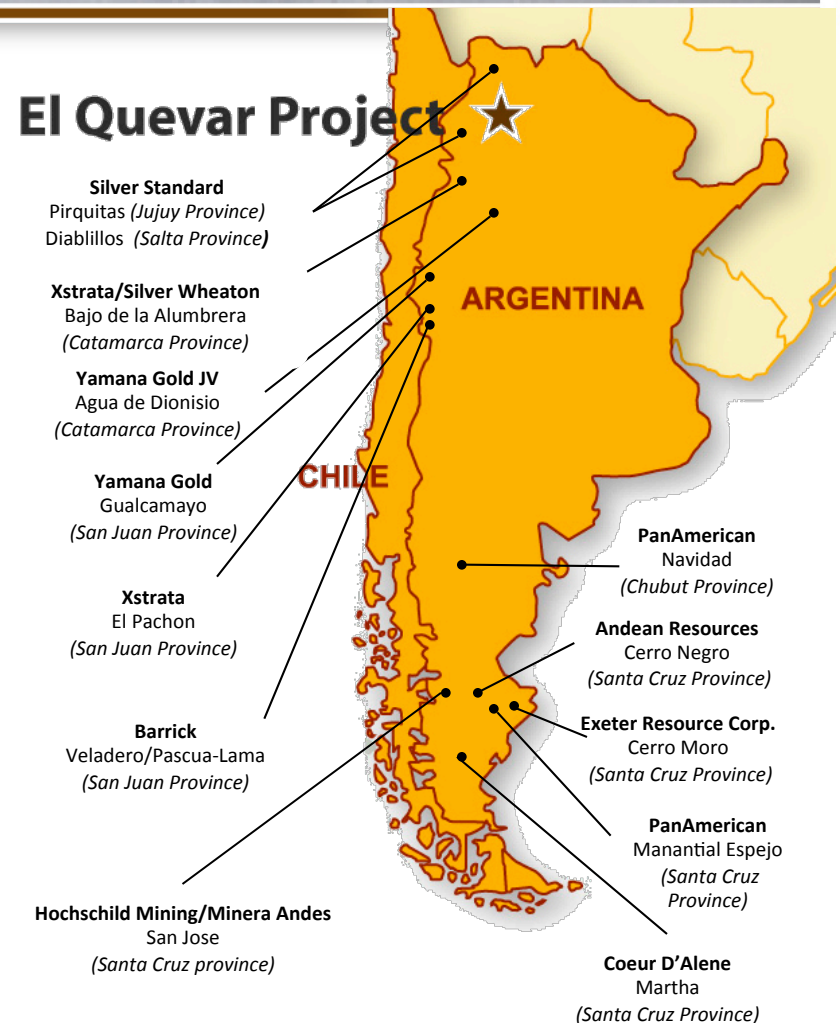 El Quevar Project
Silver Standard
Pirquitas (Jujuy Province)
Diablillos (Salta Province)
Xstrata/Silver Wheaton
Bajo de la Alumbrera
(Catamarca Province)
Yamana Gold JV
Agua de Dionisio
(Catamarca Province)
Yamana Gold
Gualcamayo
(San Juan Province)
Xstrata
El Pachon
(San Juan Province)
Barrick
Veladero/Pascua-Lama
(San Juan Province)
Hochschild Mining/Minera Andes
San Jose
(Santa Cruz province)
ARGENTINA
CHILE
PanAmerican
Navidad
(Chubut Province)
Andean Resources
Cerro Negro
(Santa Cruz Province)
Exeter Resource Corp.
Cerro Moro
(Santa Cruz Province)
PanAmerican
Manantial Espejo
(Santa Cruz
Province)
Coeur D’Alene
Martha
(Santa Cruz Province)